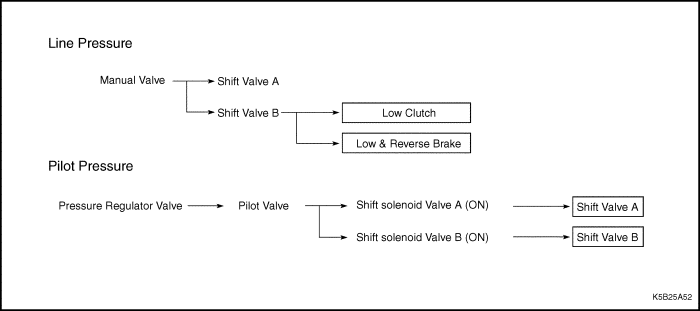 Line Pressure
Manual Valve Shift Valve A
Shift Valve B Low Clutch
Low & Reverse Brake
Pilot Pressure
Pressure Regulator Valve Pilot Valve Shift solenoid Valve A (ON) Shift Valve A
Shift solenoid Valve B (ON) Shift Valve B
K5B25A52